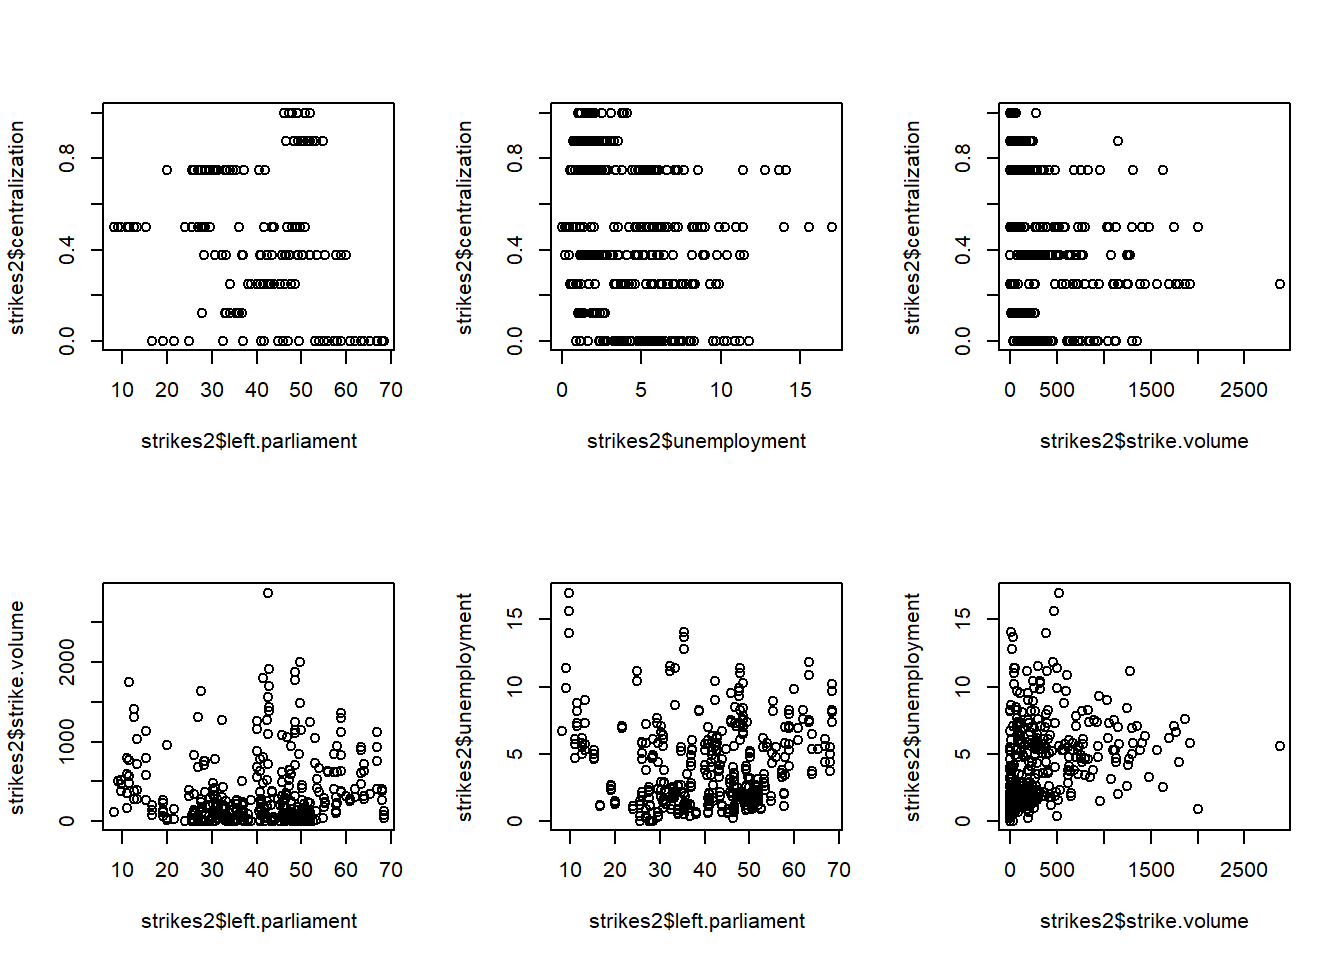 strikes2$centralization
0.0 0.4 0.8
10 20 30 40 50 60 70
strikes2$left.parliament
strikes2$centralization
0.0 0.4 0.8
0 5 10 15
strikes2$unemployment
strikes2$centralization
0.0 0.4 0.8
0 500 1500 2500
strikes2$strike.volume
strikes2$strike.volume
0 1000 2000
10 20 30 40 50 60 70
strikes2$left.parliament
strikes2$unemployment
0 5 10 15
10 20 30 40 50 60 70
strikes2$left.parliament
strikes2$unemployment
0 5 10 15
0 500 1500 2500
strikes2$strike.volume